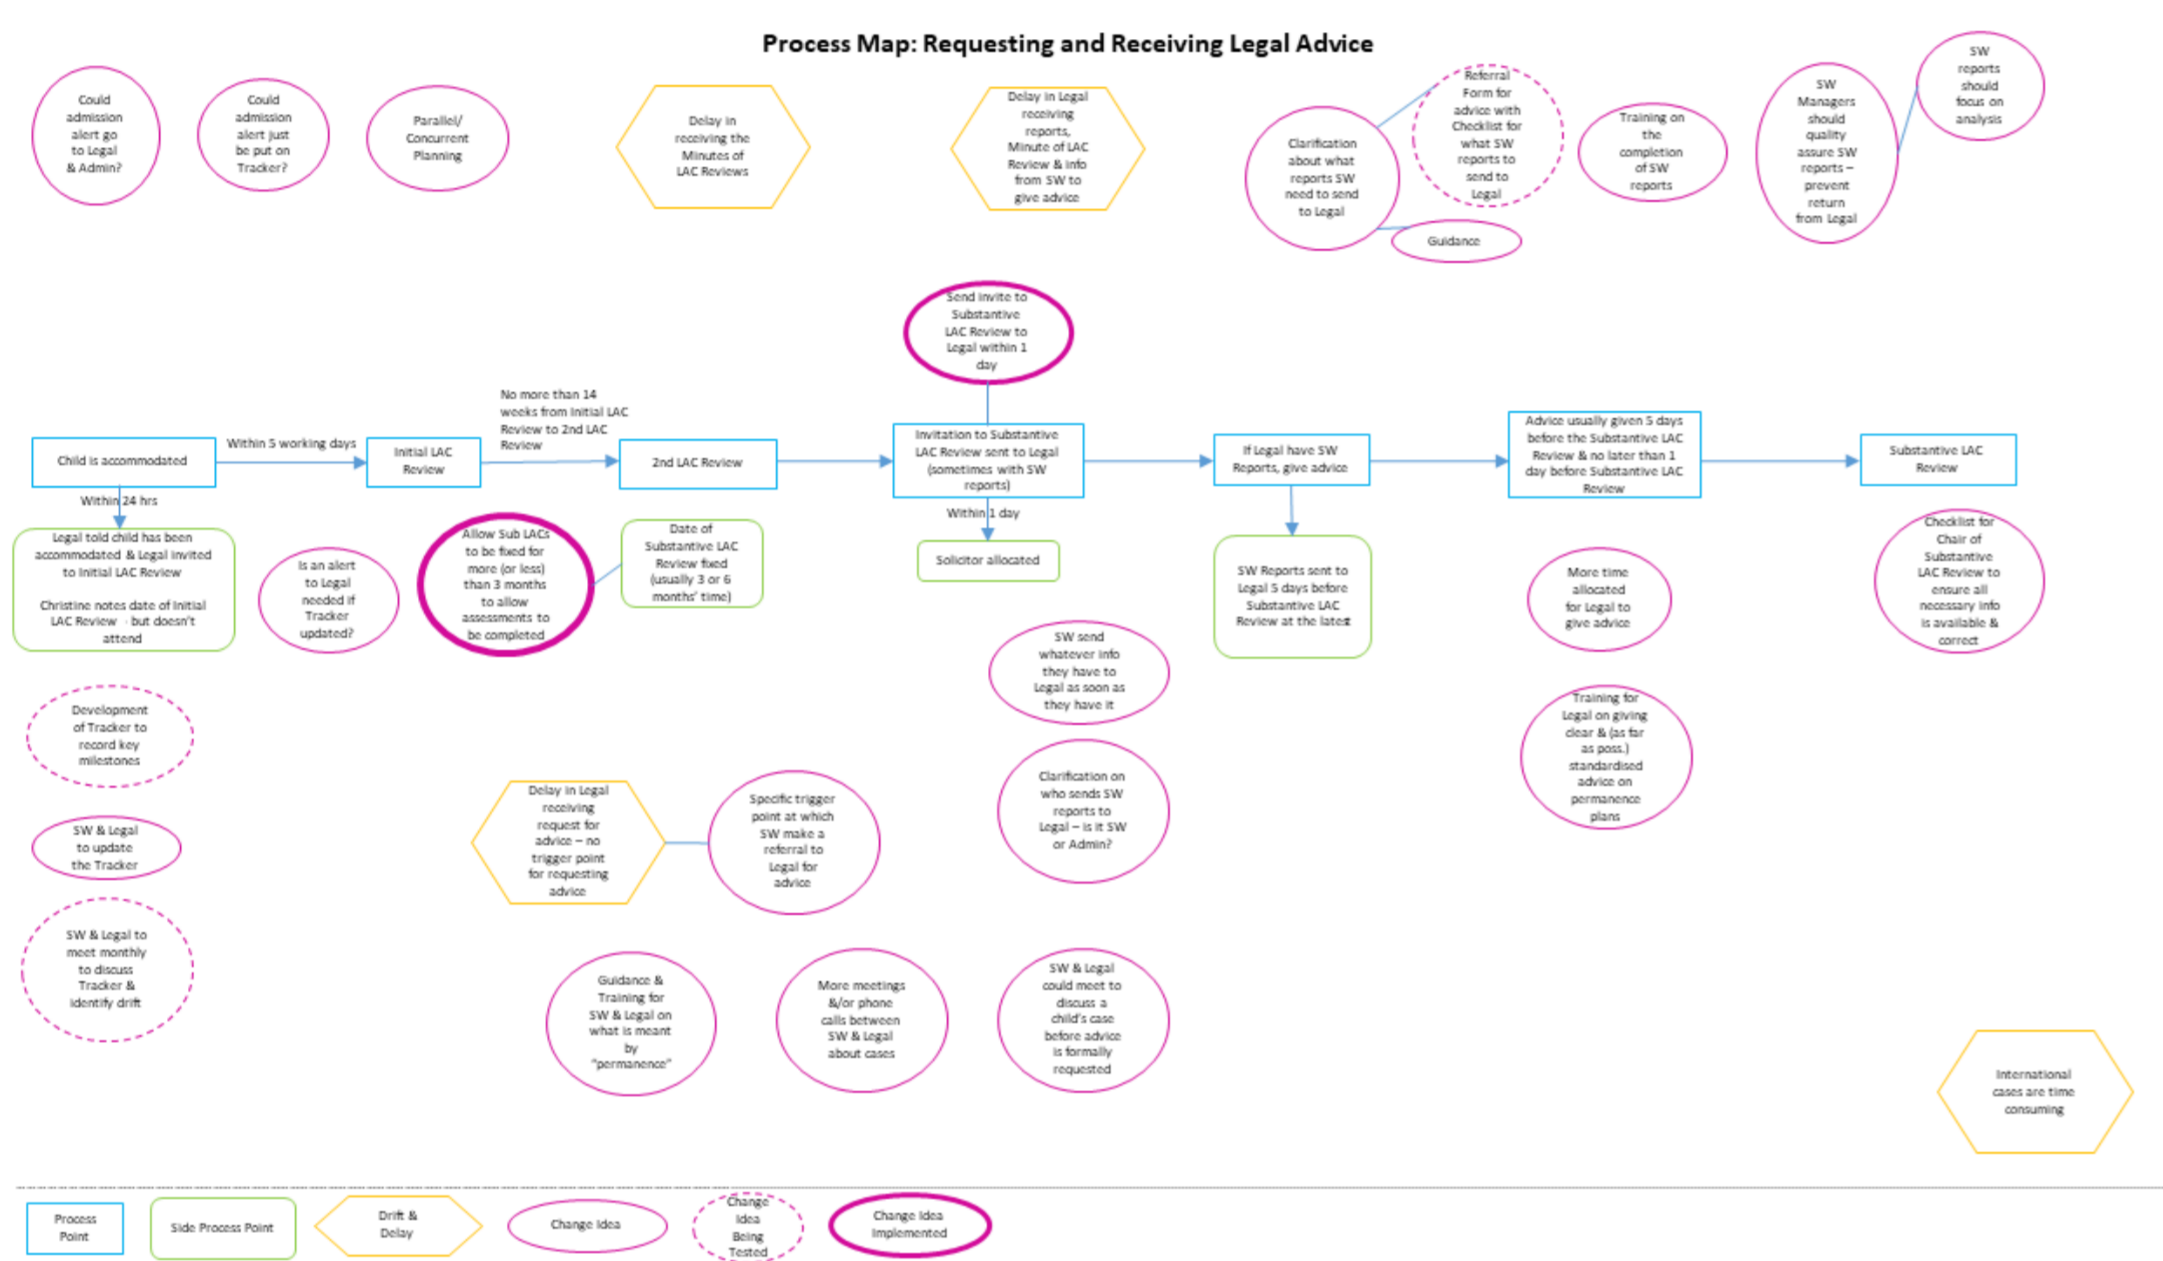 Process Map: Requesting and Receiving Legal Advice
Could
admission
alert go
to Legal
& Admin?
Could
admission
alert just
be put on
Tracker?
Parallel/
Concurrent
Planning
Delay in
receiving the
Minutes of
LAC Reviews
Delay in Legal
receiving
reports,
Minute of LAC
Review & info
from SW to
give advice
Clarification
about what
reports SW
need to send
to Legal
Referral
Form for
advice with
Checklist for
what SW
reports to
send to
Legal
Guidance
Training on
the
completion
of SW
reports
SW
Managers
should
quality
assure SW
reports –
prevent
return
from Legal
SW
reports
should
focus on
analysis
Send invite to
Substantive
LAC Review to
Legal within 1
day
Child is accommodated
Within 5 working days
Initial LAC
Review
No more than 14
weeks from Initial LAC
Review to 2nd LAC
Review
2nd LAC Review
Invitation to Substantive
LAC Review sent to Legal
(sometimes with SW
reports)
If Legal have SW
Reports, give advice
Advice usually given 5 days
before the Substantive LAC
Review & no later than 1
day before Substantive LAC
Review
Substantive LAC
Review
Within 24 hrs
Legal told child has been
accommodated & Legal invited
to Initial LAC Review
Christine notes date of Initial
LAC Review - but doesn't
attend
Is an alert
to Legal
needed if
Tracker
updated?
Allow Sub LACs
to be fixed for
more (or less)
than 3 months
to allow
assessments to
be completed
Date of
Substantive LAC
Review fixed
(usually 3 or 6
months' time)
Within 1 day
Solicitor allocated
SW Reports sent to
Legal 5 days before
Substantive LAC
Review at the latest
More time
allocated
for Legal to
give advice
Checklist for
Chair of
Substantive
LAC Review to
ensure all
necessary info
is available &
correct
SW send
whatever info
they have to
Legal as soon as
they have it
Development
of Tracker to
record key
milestones
Training for
Legal on giving
clear & (as far
as poss.)
standardised
advice on
permanence
plans
Clarification on
who sends SW
reports to
Legal – is it SW
or Admin?
SW & Legal
to update
the Tracker
Delay in Legal
receiving
request for
advice – no
trigger point
for requesting
advice
Specific trigger
point at which
SW make a
referral to
Legal for
advice
SW & Legal to
meet monthly
to discuss
Tracker &
identify drift
Guidance &
Training for
SW & Legal on
what is meant
by
"permanence"
More meetings
&/or phone
calls between
SW & Legal
about cases
SW & Legal
could meet to
discuss a
child's case
before advice
is formally
requested
International
cases are time
consuming
Process
Point
Side Process Point
Drift &
Delay
Change Idea
Change
Idea
Being
Tested
Change Idea
Implemented